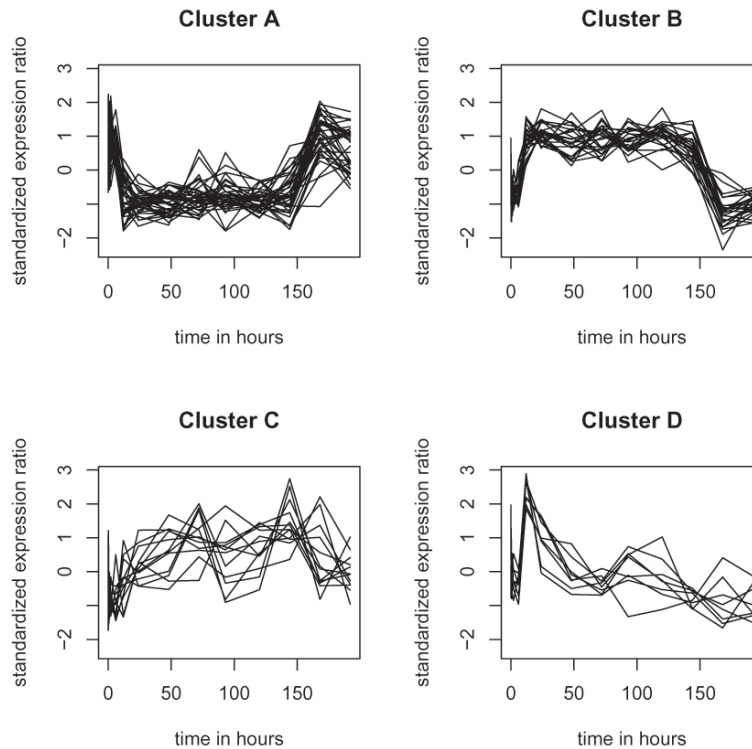 Cluster A
standardized expression ratio
3
2
1
0
−2
0 50 100 150
time in hours
Cluster B
standardized expression ratio
3
2
1
0
−2
0 50 100 150
time in hours
Cluster C
standardized expression ratio
3
2
1
0
−2
0 50 100 150
time in hours
Cluster D
standardized expression ratio
3
2
1
0
−2
0 50 100 150
time in hours